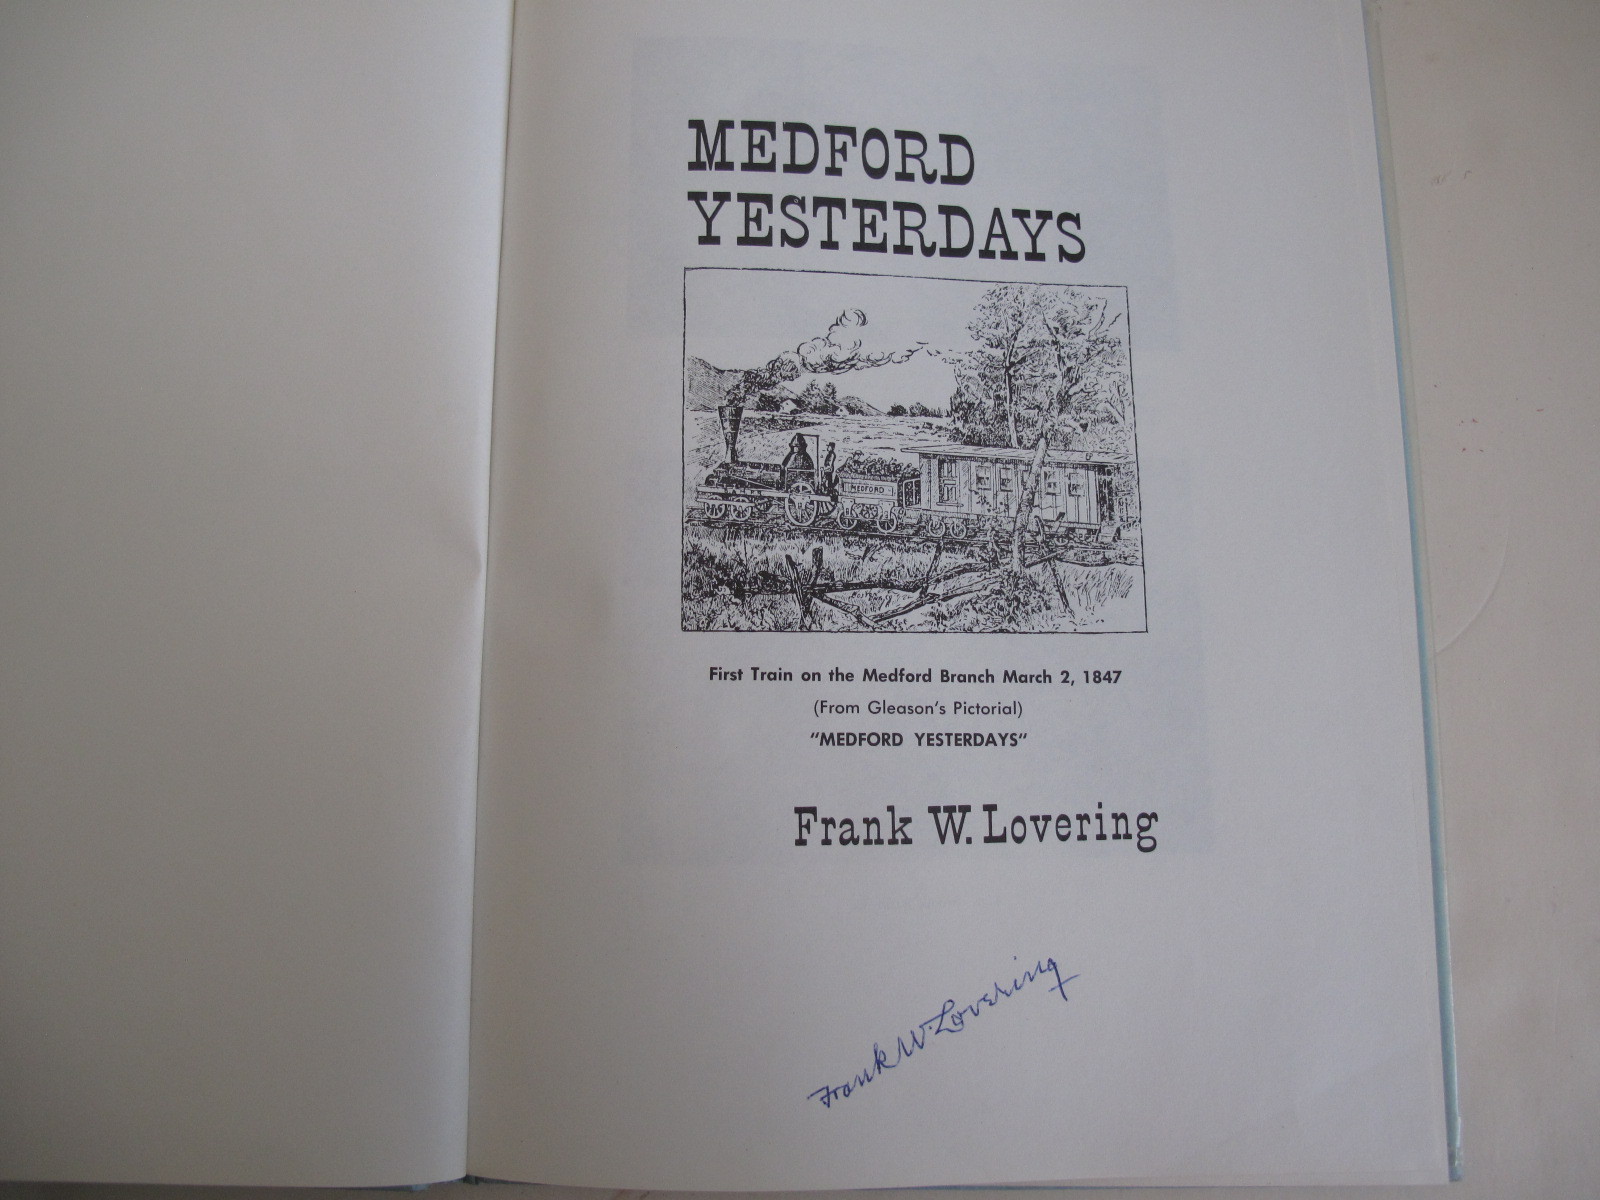 MEDFORD
YESTERDAYS
MEDFORD
First Train on the Medford Branch March 2, 1847
(From Gleason's Pictorial)
"MEDFORD YESTERDAYS"
Frank W. Lovering
Frank W. Lovering